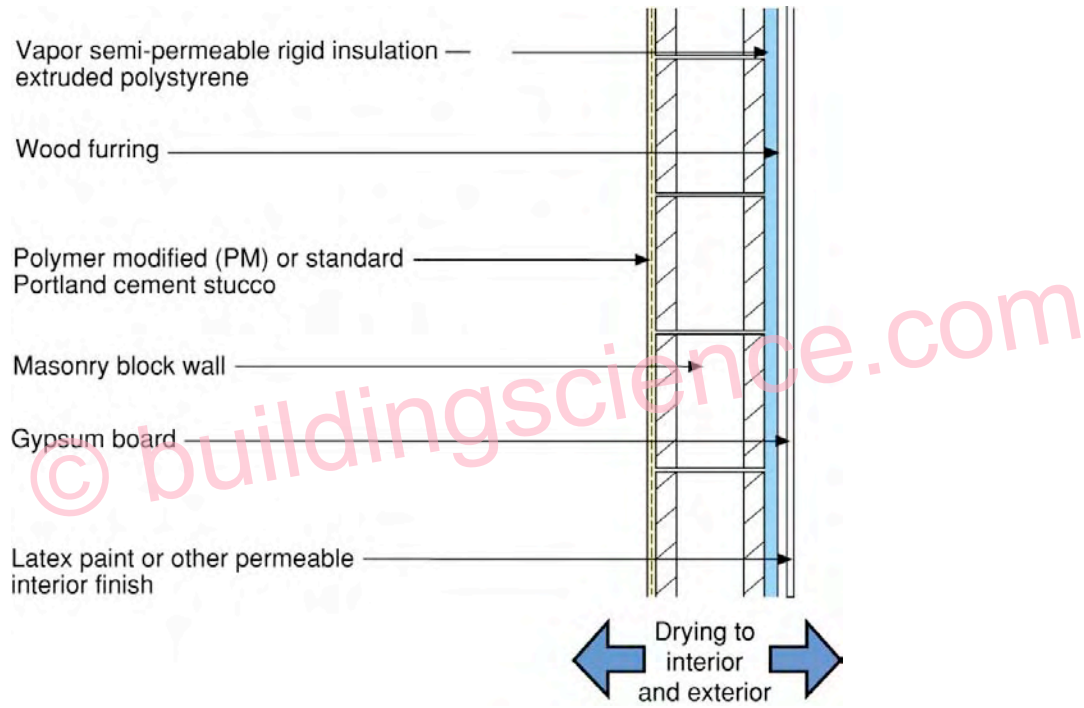 Vapor semi-permeable rigid insulation —
extruded polystyrene
Wood furring
Polymer modified (PM) or standard
Portland cement stucco
Masonry block wall
Gypsum board
Latex paint or other permeable
interior finish
Drying to
interior
and exterior
© buildingscience.com